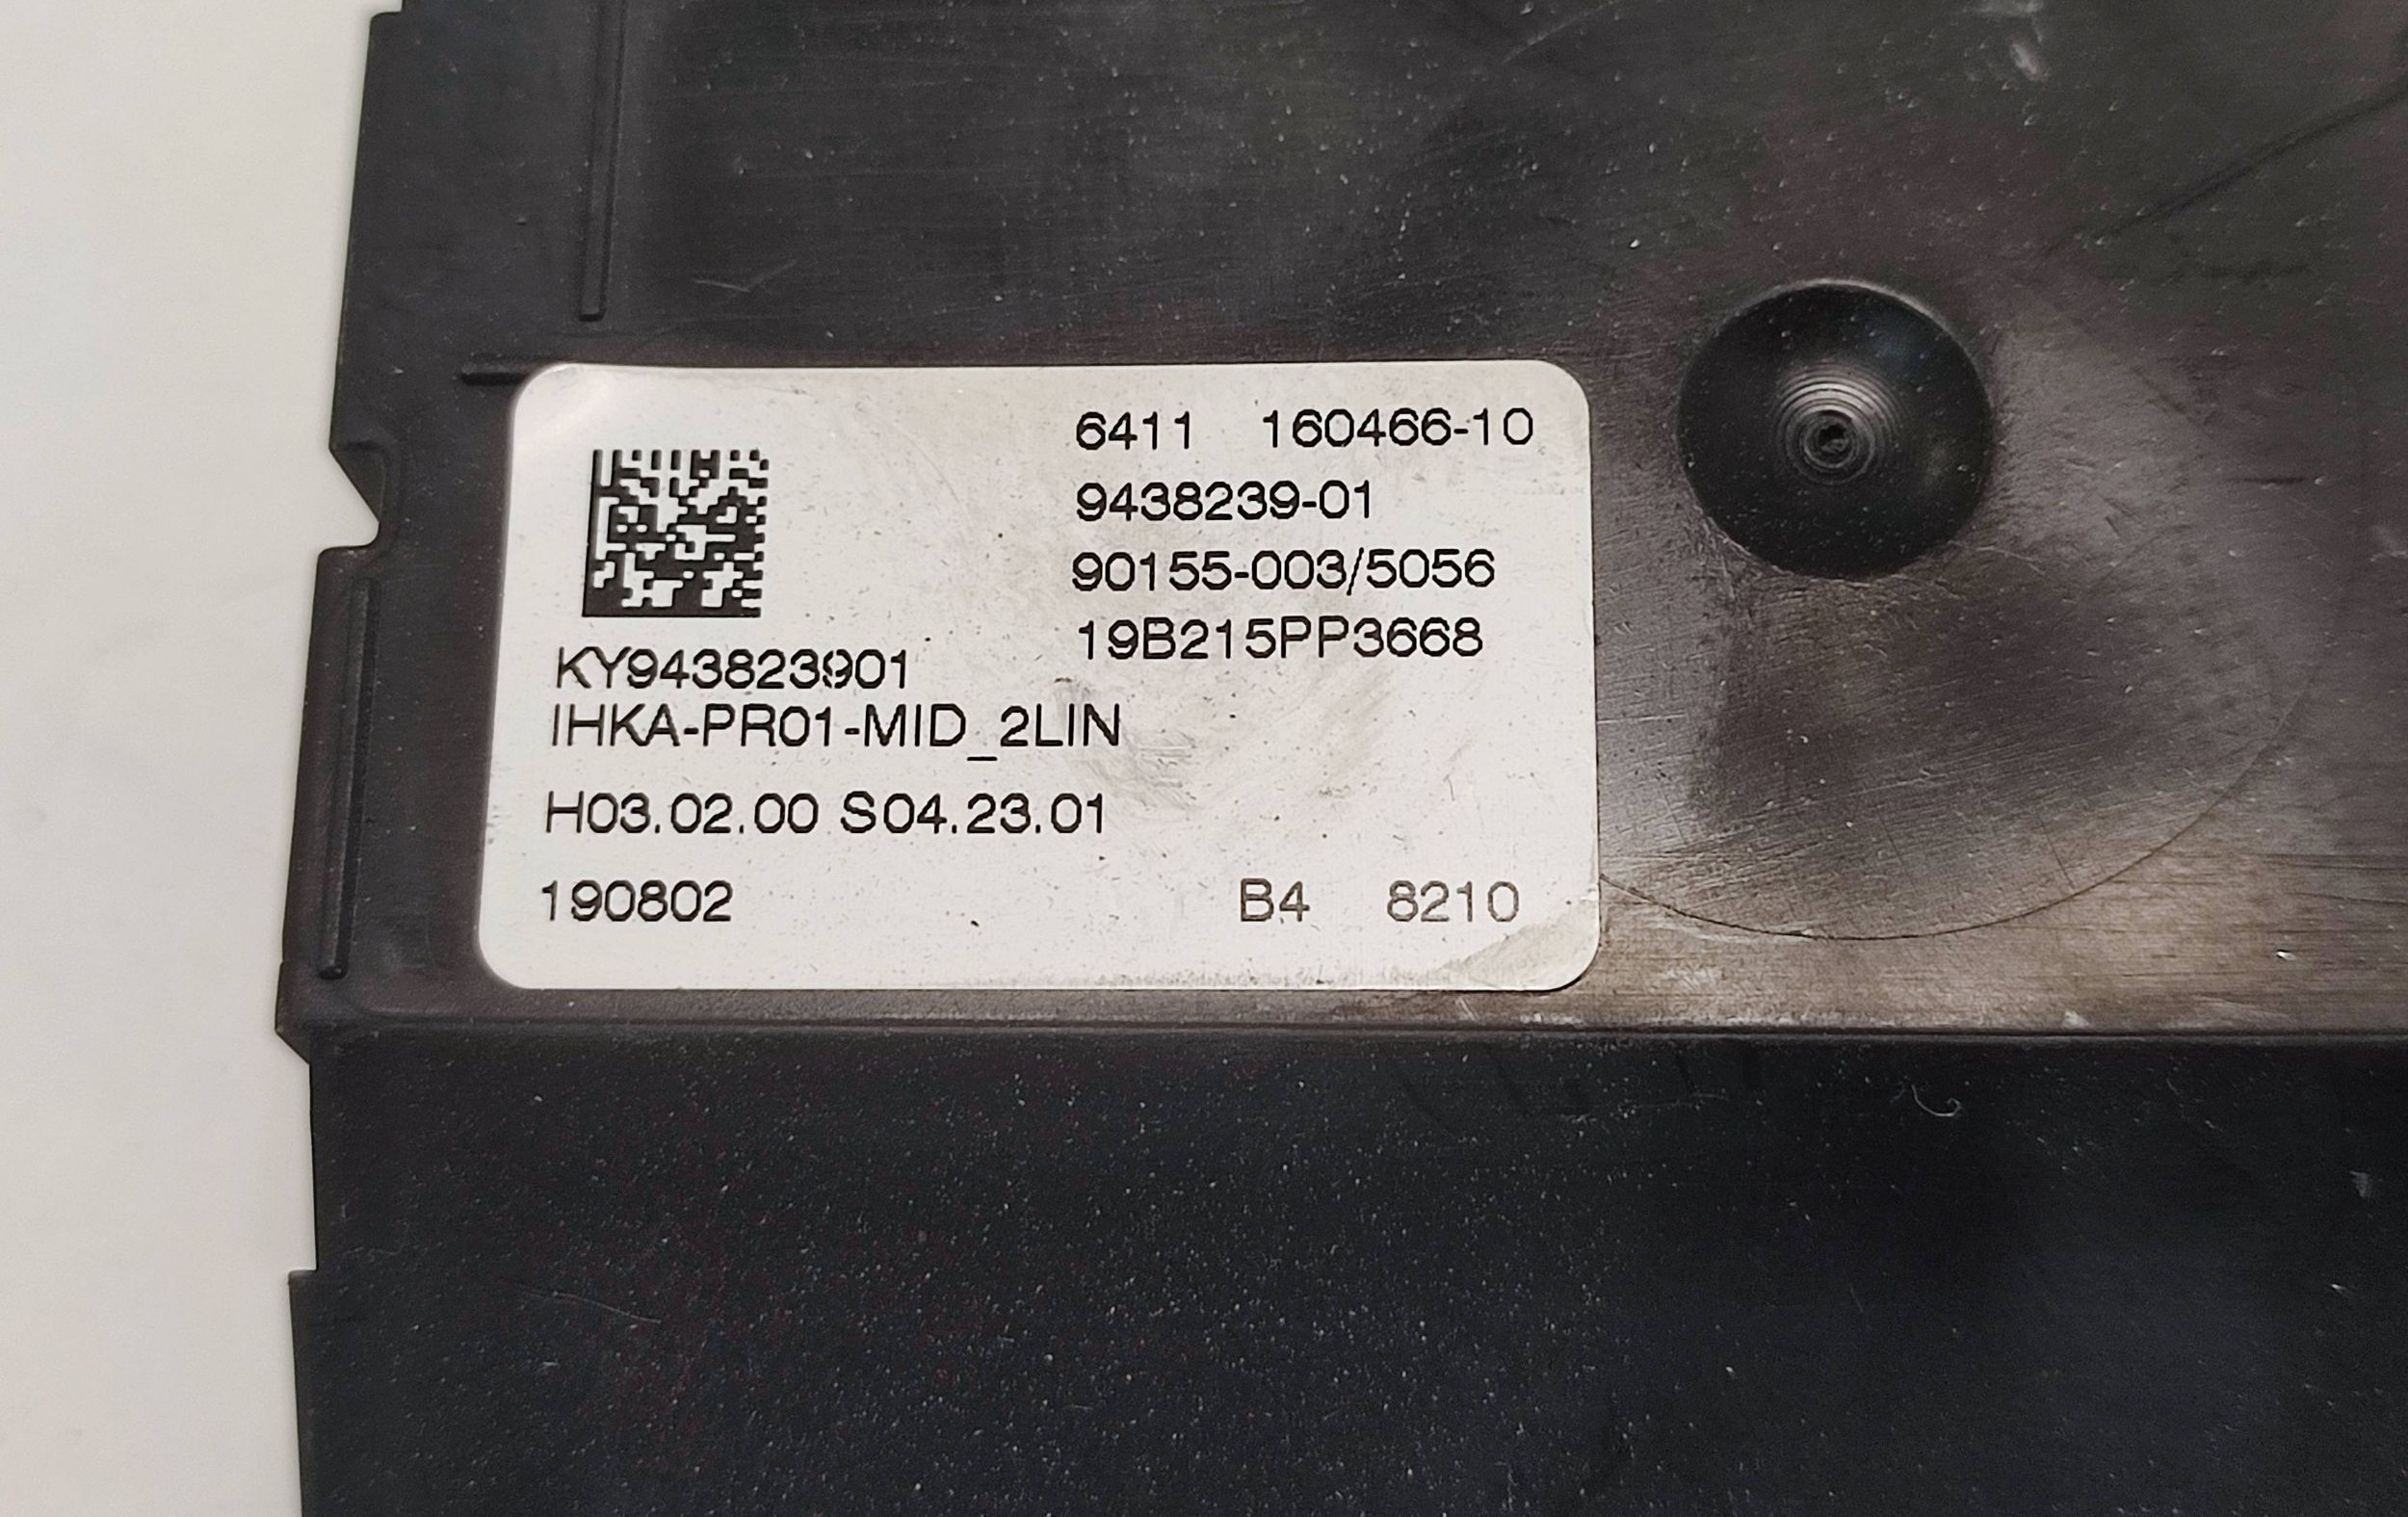 6411 160466-10
9438239-01
90155-003/5056
19B215PP3668
KY943823901
IHKA-PR01-MID_2LIN
H03.02.00 S04.23.01
190802 B4 8210